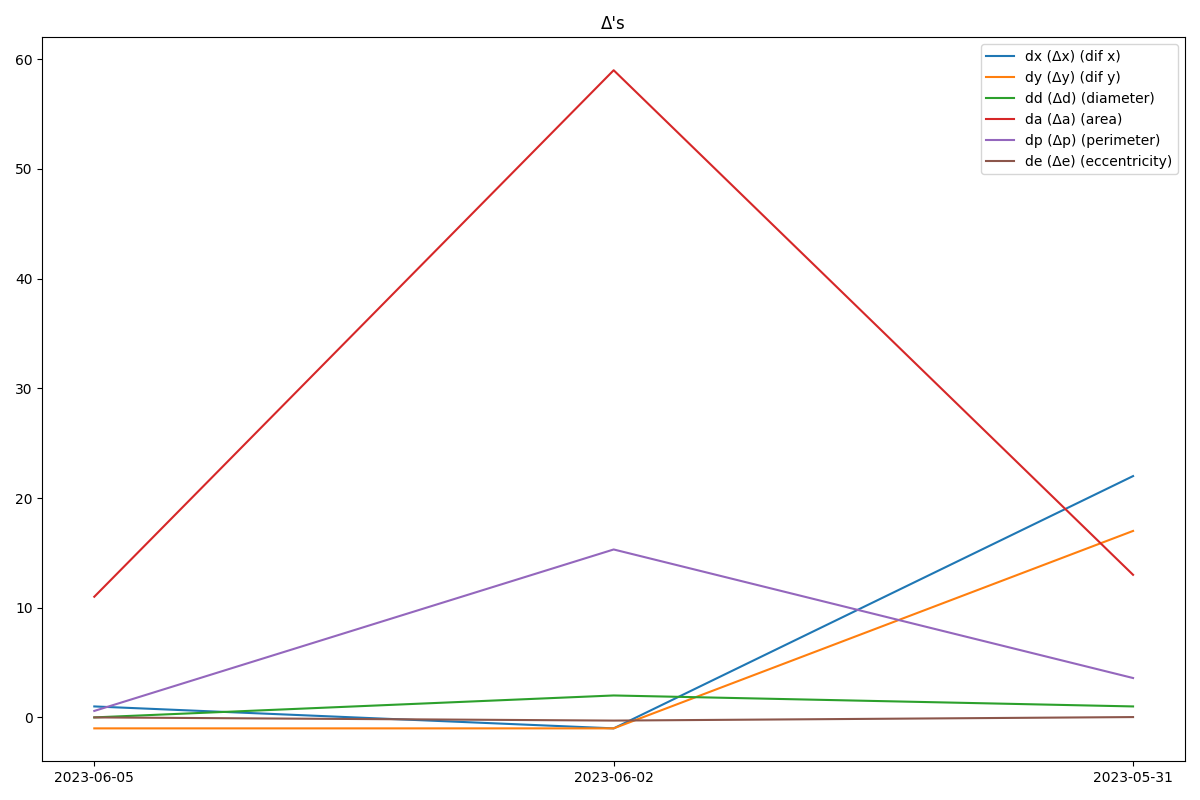 Δ's
60
50
40
30
20
10
0
dx (Δx) (dif x)
dy (Δy) (dif y)
dd (Δd) (diameter)
da (Δa) (area)
dp (Δp) (perimeter)
de (Δe) (eccentricity)
2023-06-05 2023-06-02 2023-05-31